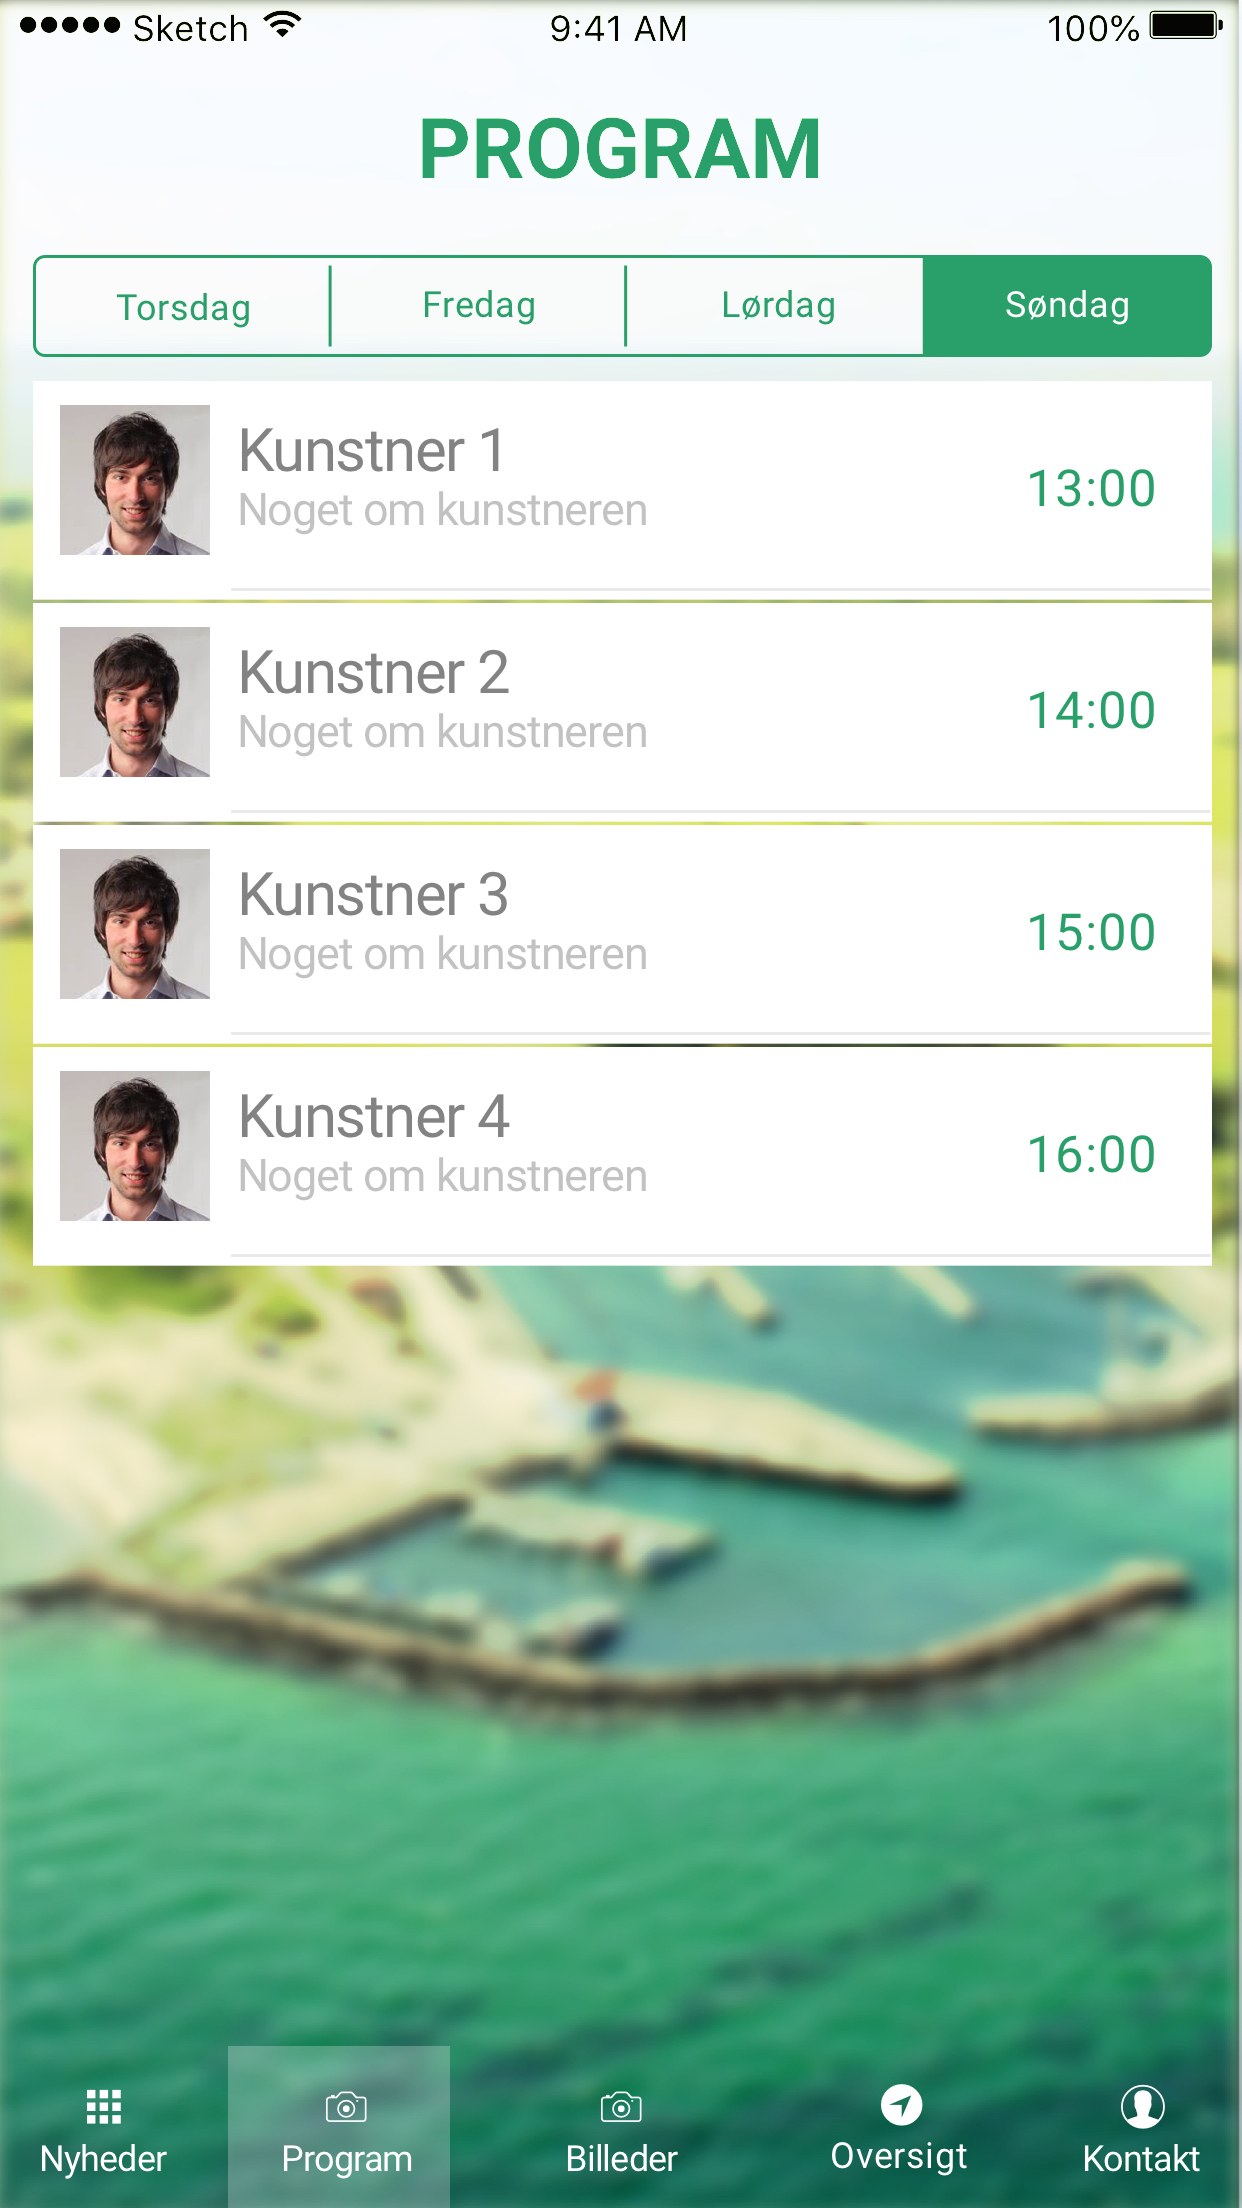 Sketch 9:41 AM 100%
PROGRAM
Torsdag Fredag Lørdag Søndag
Kunstner 1
Noget om kunstneren
13:00
Kunstner 2
Noget om kunstneren
14:00
Kunstner 3
Noget om kunstneren
15:00
Kunstner 4
Noget om kunstneren
16:00
Nyheder Program Billeder Oversigt Kontakt